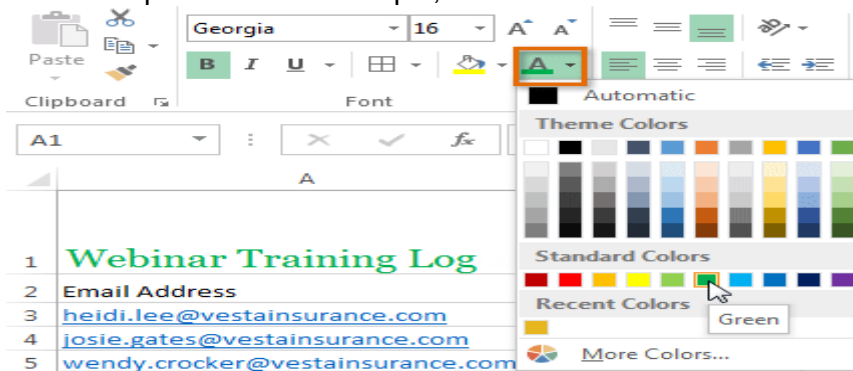 Georgia 16 A A
Paste B I U A
Clipboard Font Automatic
Theme Colors
A1 fx
A
1 Webinar Training Log Standard Colors
2 Email Address
3 heidi.lee@vestainsurance.com Recent Colors Green
4 josie.gates@vestainsurance.com
5 wendy.crocker@vestainsurance.com More Colors...